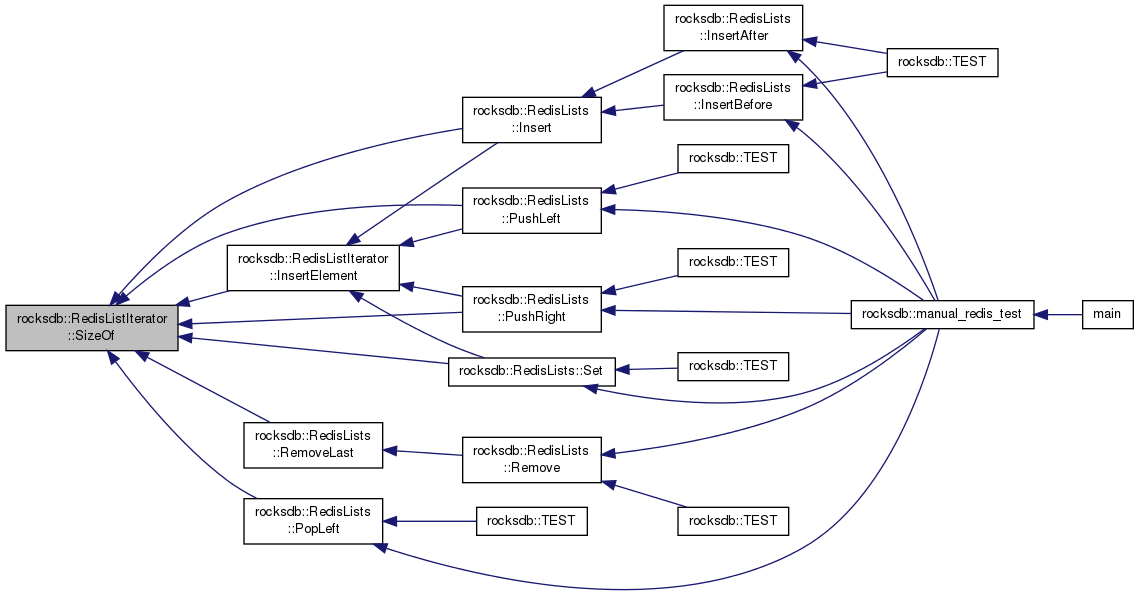 rocksdb::RedisLists
::InsertAfter
rocksdb::TEST
rocksdb::RedisLists
::InsertBefore
rocksdb::RedisLists
::Insert
rocksdb::TEST
rocksdb::RedisLists
::PushLeft
rocksdb::RedisListIterator
::InsertElement
rocksdb::TEST
rocksdb::RedisLists
::PushRight
rocksdb::RedisListIterator
::SizeOf
rocksdb::manual_redis_test
main
rocksdb::RedisLists::Set
rocksdb::TEST
rocksdb::RedisLists
::RemoveLast
rocksdb::RedisLists
::Remove
rocksdb::RedisLists
::PopLeft
rocksdb::TEST
rocksdb::TEST